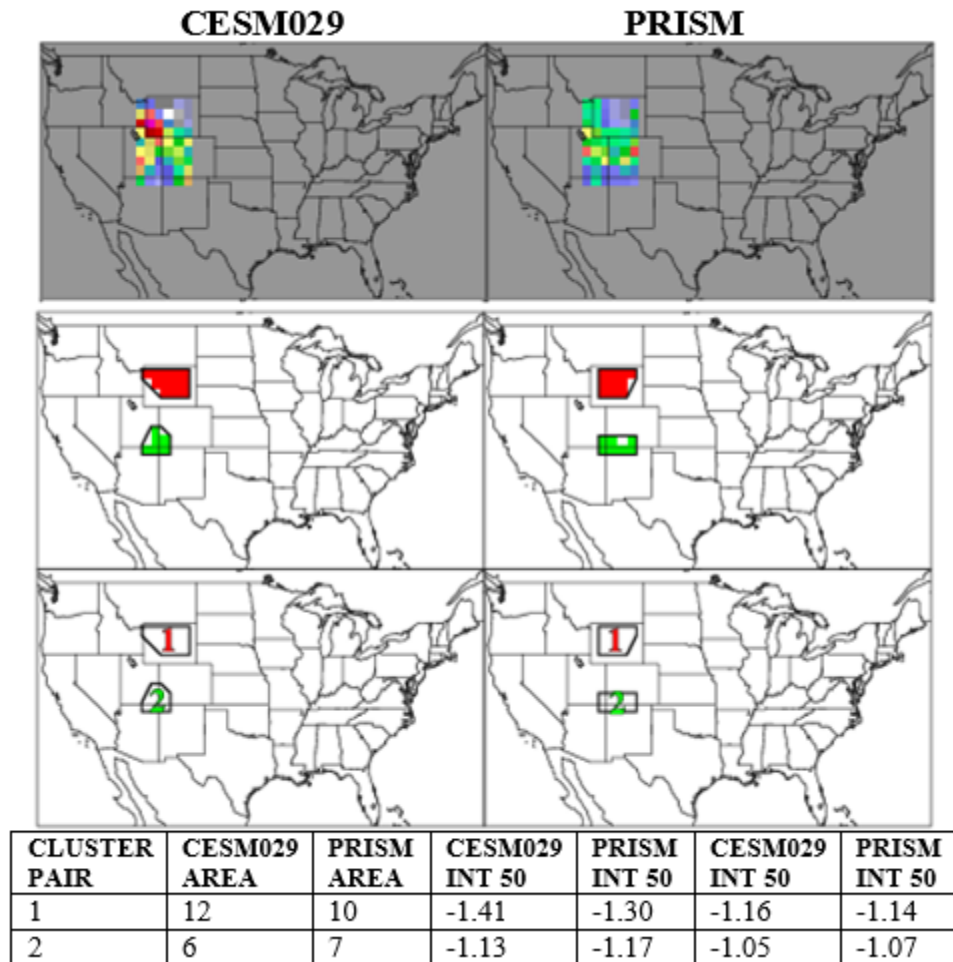 CESM029 PRISM
1 1
2 2
CLUSTER PAIR CESM029 AREA PRISM AREA CESM029 INT 50 PRISM INT 50 CESM029 INT 50 PRISM INT 50
1 12 10 -1.41 -1.30 -1.16 -1.14
2 6 7 -1.13 -1.17 -1.05 -1.07